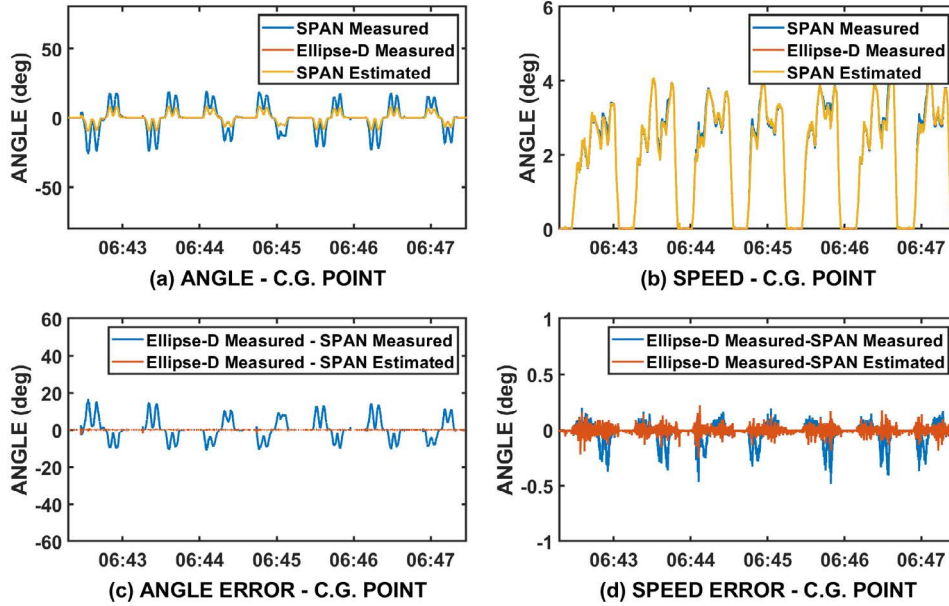 ANGLE (deg)
50
0
-50
SPAN Measured
Ellipse-D Measured
SPAN Estimated
06:43 06:44 06:45 06:46 06:47
(a) ANGLE - C.G. POINT
ANGLE (deg)
6
4
2
0
SPAN Measured
Ellipse-D Measured
SPAN Estimated
06:43 06:44 06:45 06:46 06:47
(b) SPEED - C.G. POINT
ANGLE (deg)
60
40
20
0
-20
-40
-60
Ellipse-D Measured - SPAN Measured
Ellipse-D Measured - SPAN Estimated
06:43 06:44 06:45 06:46 06:47
(c) ANGLE ERROR - C.G. POINT
ANGLE (deg)
1
0.5
0
-0.5
-1
Ellipse-D Measured-SPAN Measured
Ellipse-D Measured-SPAN Estimated
06:43 06:44 06:45 06:46 06:47
(d) SPEED ERROR - C.G. POINT